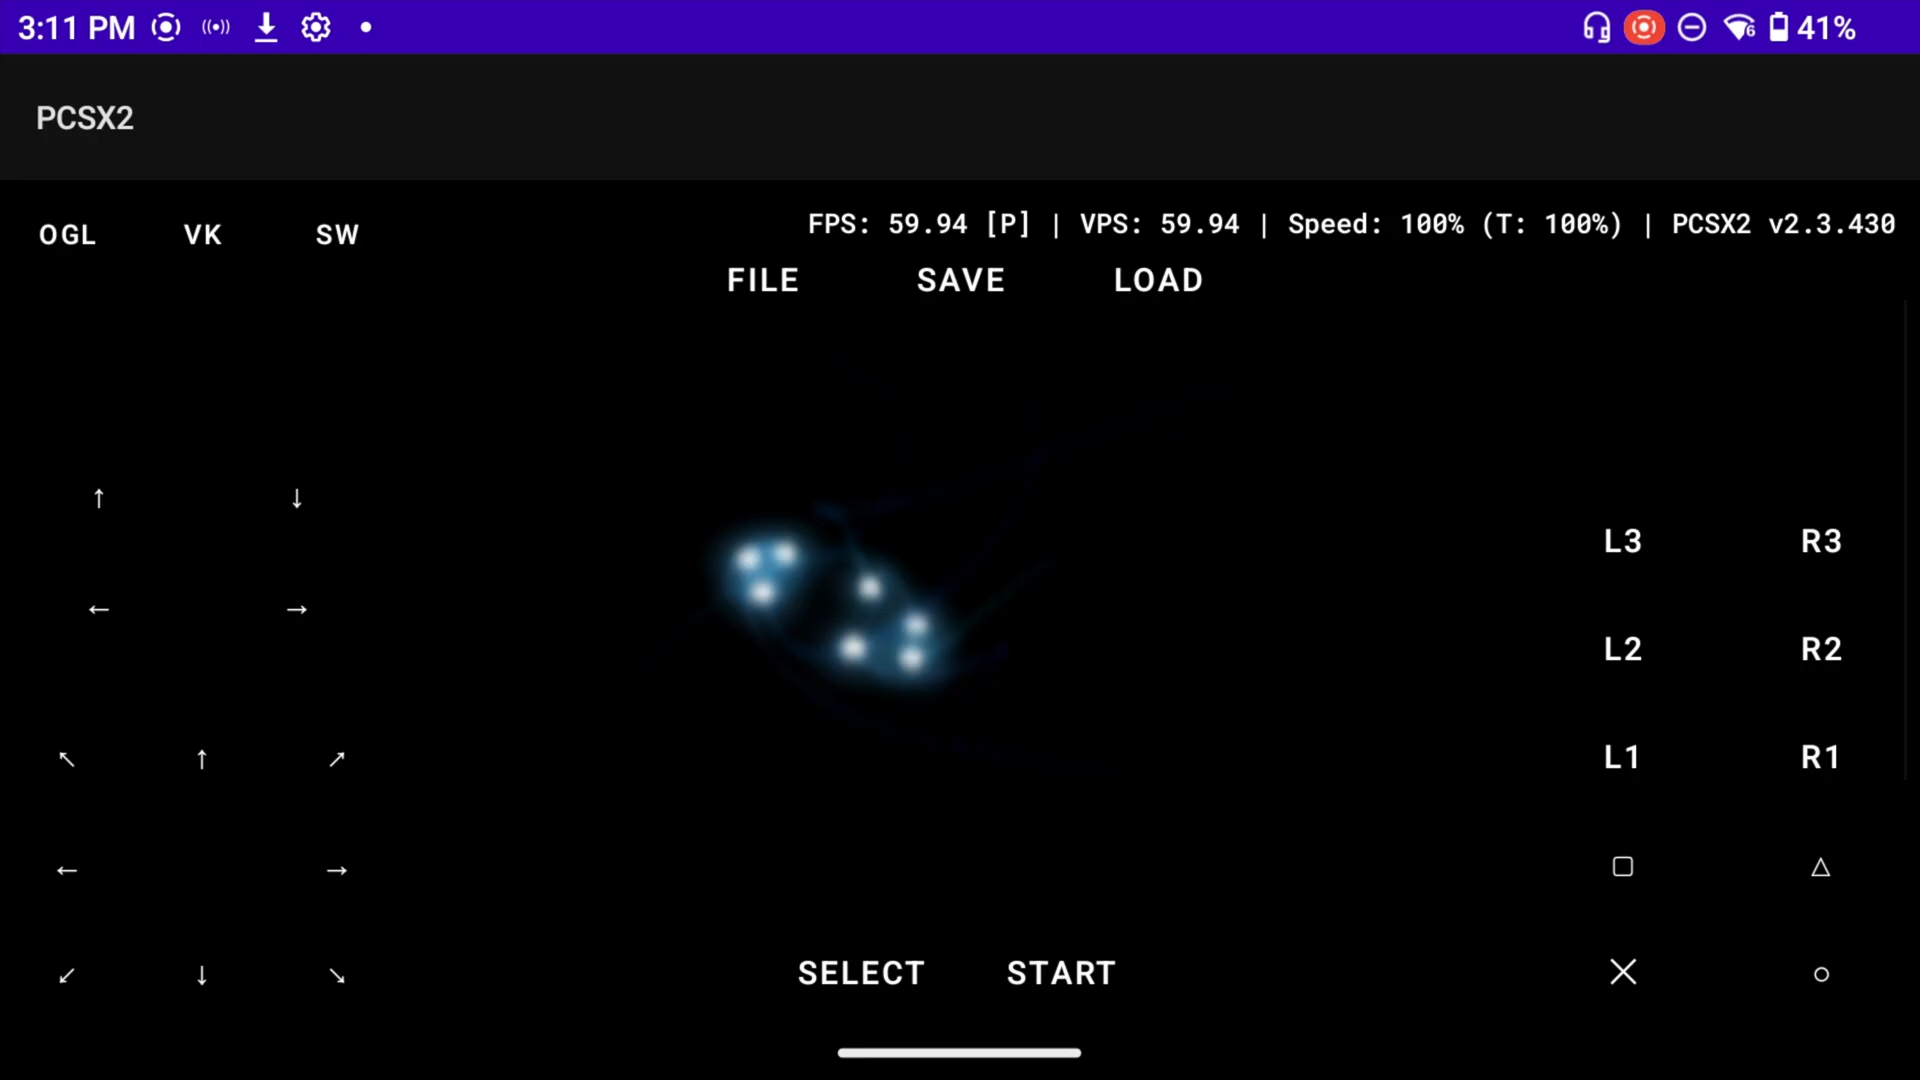 3:11 PM 41%
PCSX2
OGL VK SW
FPS: 59.94 [P] | VPS: 59.94 | Speed: 100% (T: 100%) | PCSX2 v2.3.430
FILE SAVE LOAD
↑ ↓
L3 R3
← →
L2 R2
↖ ↑ ↗
L1 R1
← →
□ △
↙ ↓ ↘
SELECT START
╳ ○